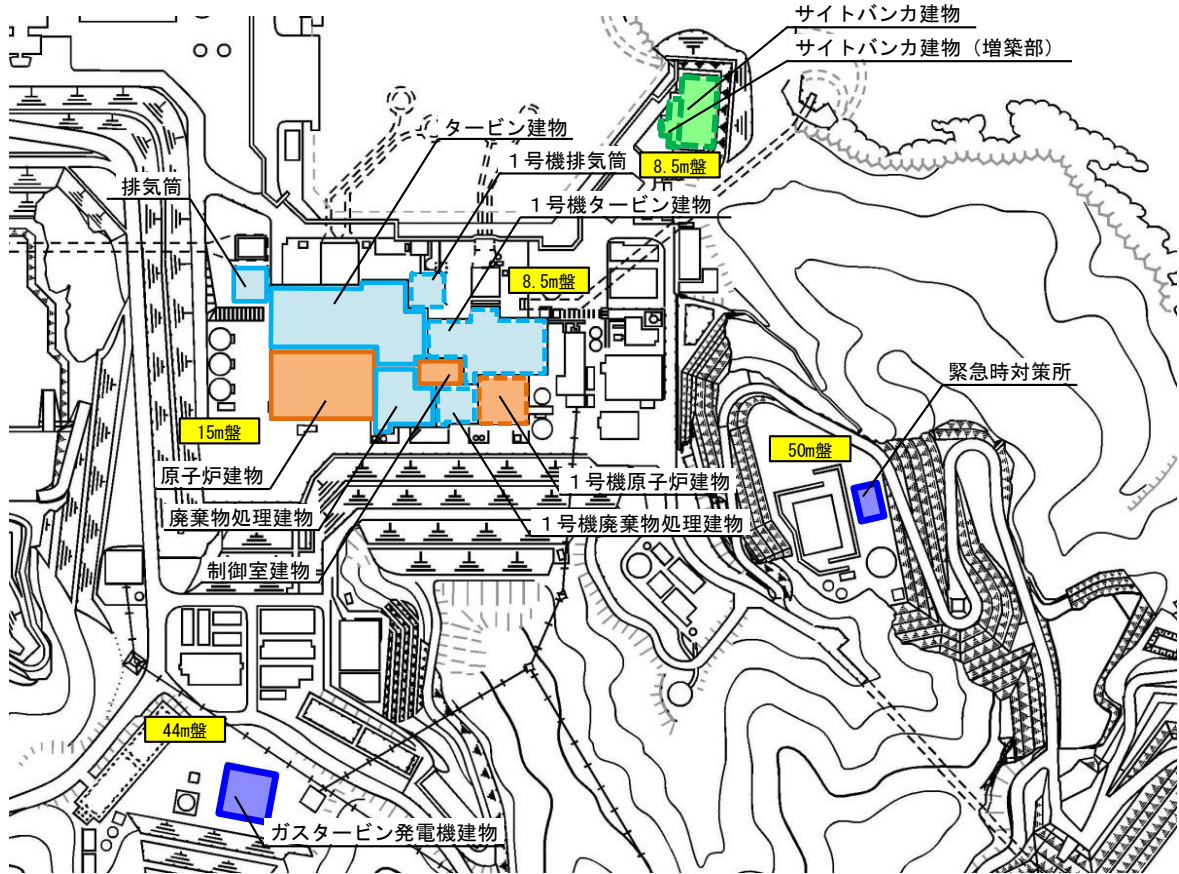 サイトバンカ建物
サイトバンカ建物（増築部）
タービン建物
1号機排気筒
8.5m盤
排気筒
1号機タービン建物
8.5m盤
緊急時対策所
15m盤
50m盤
原子炉建物
1号機原子炉建物
廃棄物処理建物
1号機廃棄物処理建物
制御室建物
44m盤
ガスタービン発電機建物